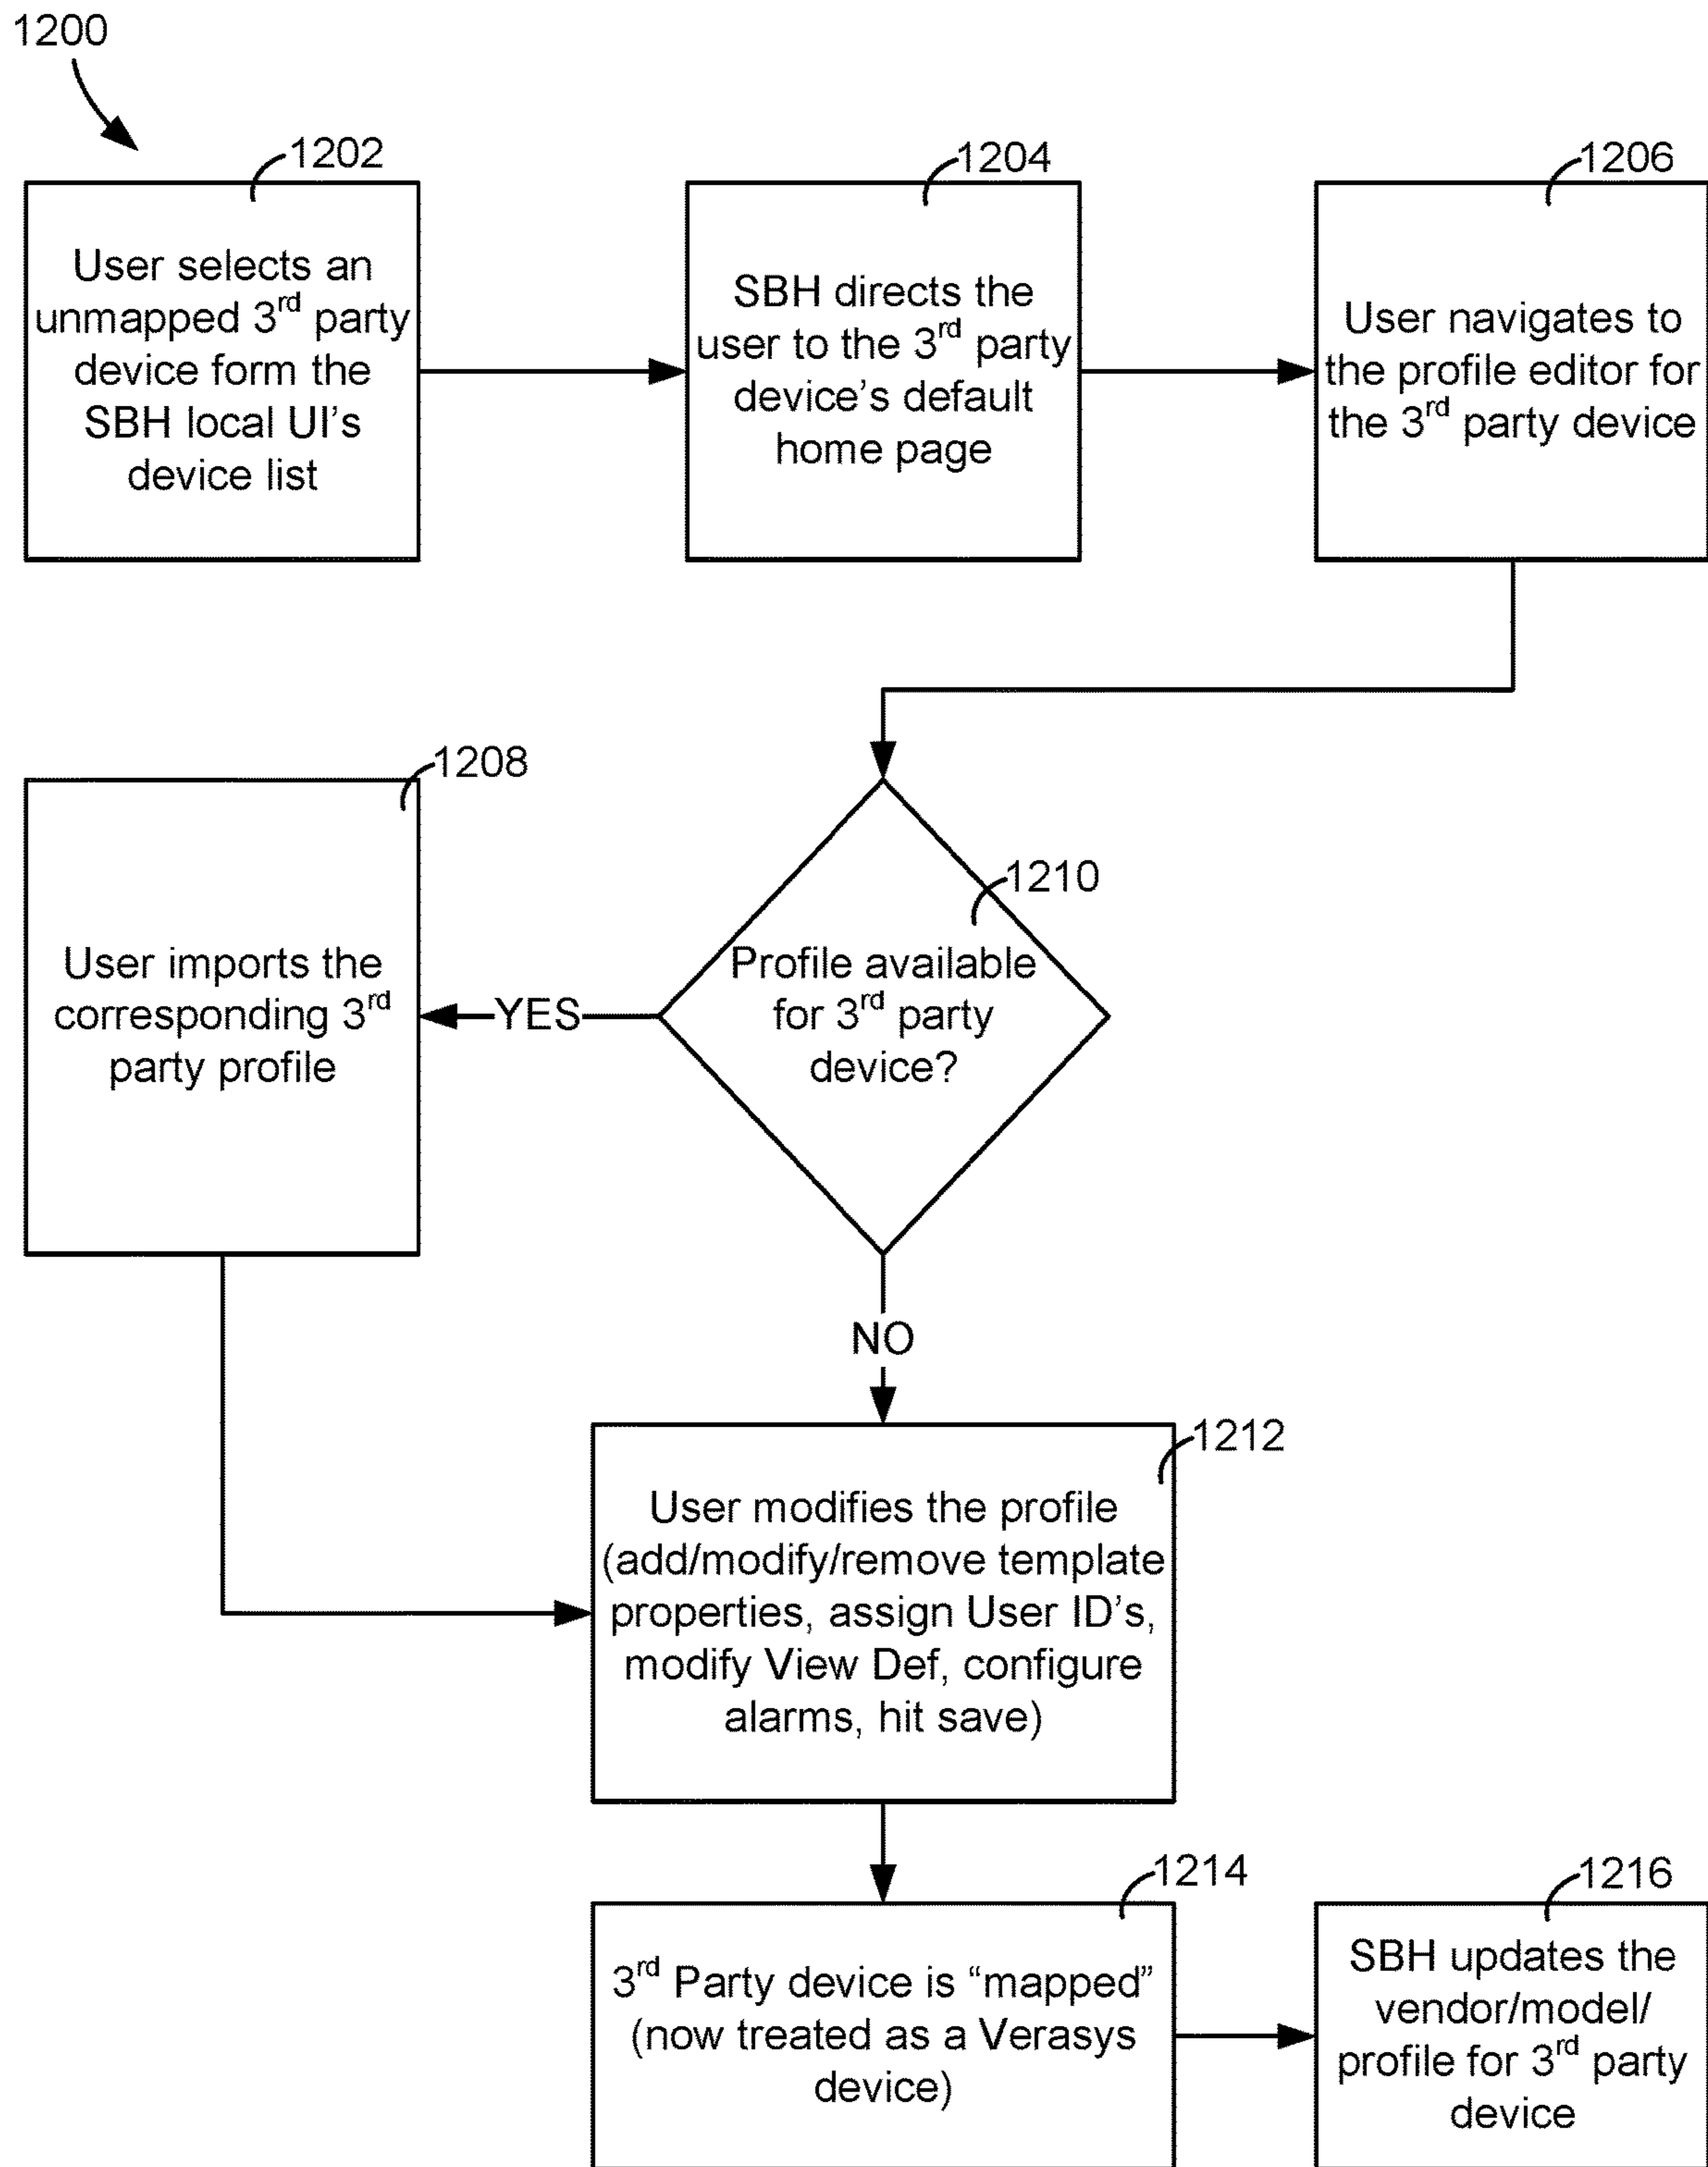 1200
1202
User selects an
unmapped 3rd party
device form the
SBH local UI's
device list
1204
SBH directs the
user to the 3rd party
device's default
home page
1206
User navigates to
the profile editor for
the 3rd party device
1208
User imports the
corresponding 3rd
party profile
YES
1210
Profile available
for 3rd party
device?
NO
1212
User modifies the profile
(add/modify/remove template
properties, assign User ID's,
modify View Def, configure
alarms, hit save)
1214
3rd Party device is “mapped”
(now treated as a Verasys
device)
1216
SBH updates the
vendor/model/
profile for 3rd party
device